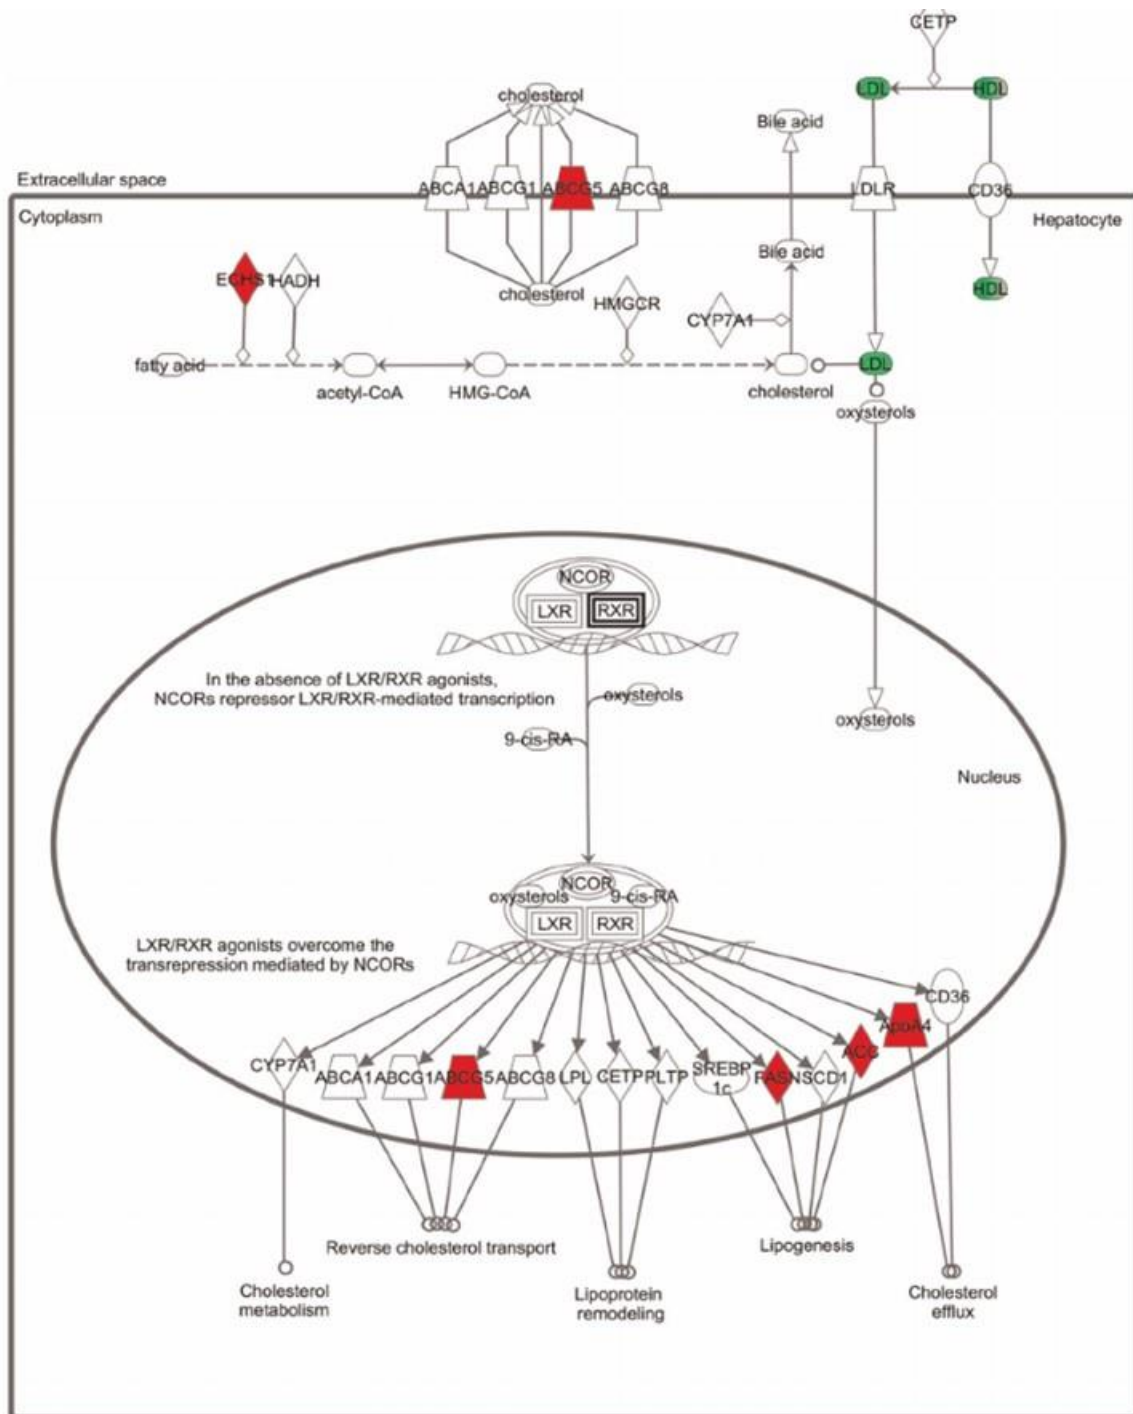 CETP
cholesterol
LDL
HDL
Bile acid
Extracellular space
ABCA1
ABCG1
ABCG5
ABCG8
LDLR
CD36
Cytoplasm
Hepatocyte
Bile acid
ECHS1
HADH
cholesterol
HDL
HMGCR
CYP7A1
fatty acid
LDL
acetyl-CoA
HMG-CoA
cholesterol
oxysterols
NCOR
LXR
RXR
In the absence of LXR/RXR agonists,
NCORs repressor LXR/RXR-mediated transcription
oxysterols
oxysterols
9-cis-RA
Nucleus
NCOR
oxysterols
9-cis-RA
LXR
RXR
LXR/RXR agonists overcome the
transrepression mediated by NCORs
CD36
ApoA4
ACC
CYP7A1
ABCA1
ABCG1
ABCG5
ABCG8
LPL
CETP
PLTP
SREBP
1c
FASN
SCD1
Reverse cholesterol transport
Lipogenesis
Cholesterol
metabolism
Lipoprotein
remodeling
Cholesterol
efflux